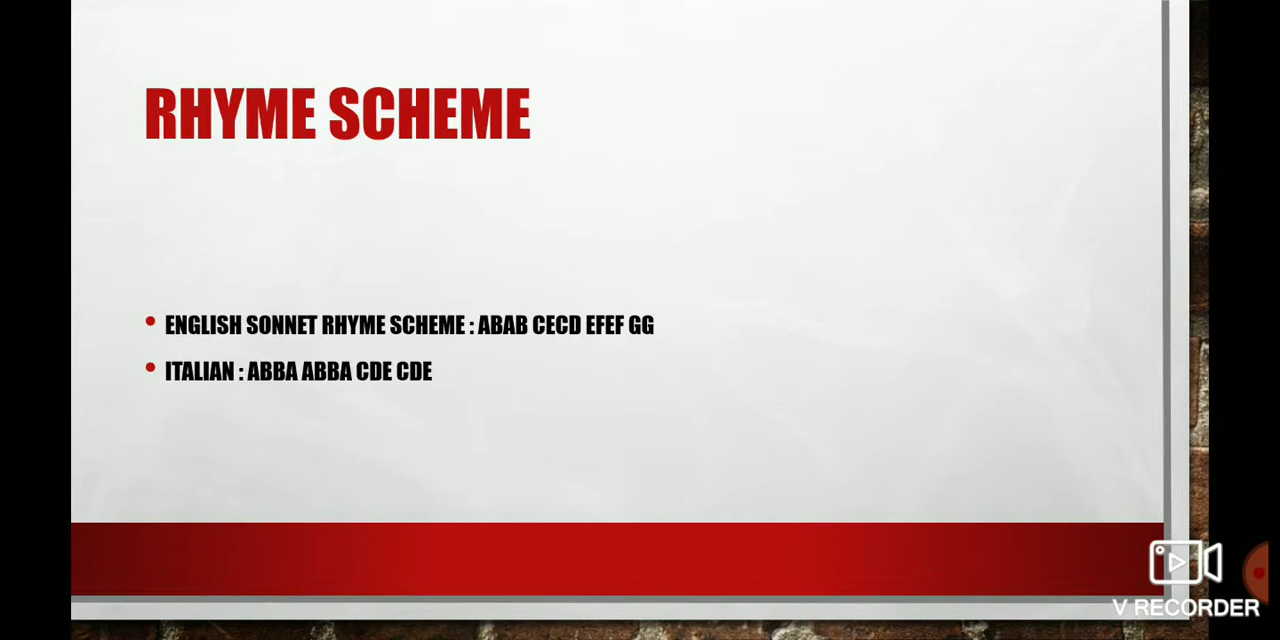 RHYME SCHEME
• ENGLISH SONNET RHYME SCHEME : ABAB CECD EFEF GG
• ITALIAN : ABBA ABBA CDE CDE
V RECORDER